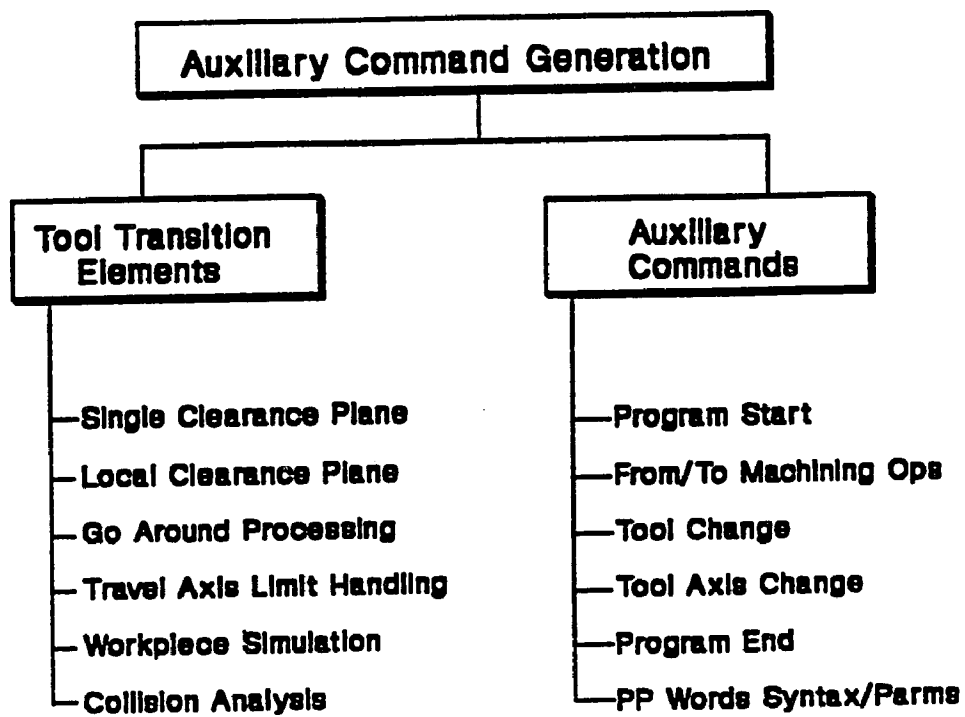 Auxiliary Command Generation
Tool Transition
Elements
Single Clearance Plane
Local Clearance Plane
Go Around Processing
Travel Axis Limit Handling
Workpiece Simulation
Collision Analysis
Auxiliary
Commands
Program Start
From/To Machining Ops
Tool Change
Tool Axis Change
Program End
PP Words Syntax/Parms